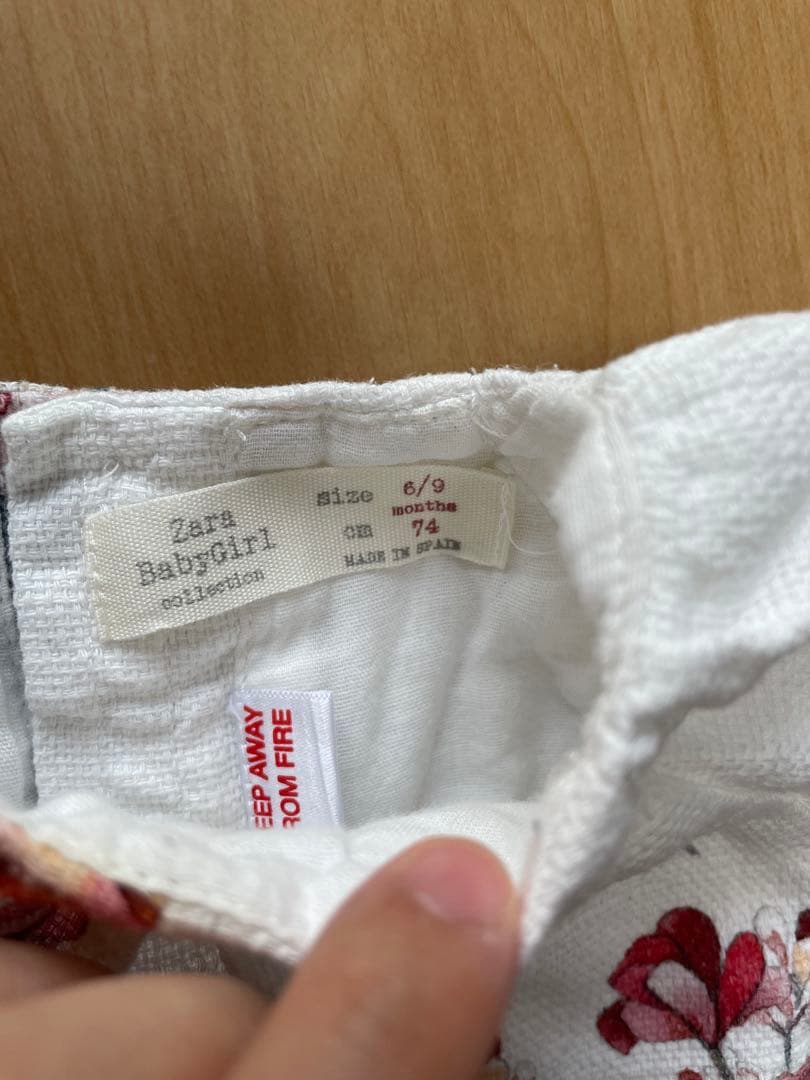 Zara
BabyGirl
collection
size 6/9
months
cm 74
MADE IN SPAIN
EEP AWAY
ROM FIRE